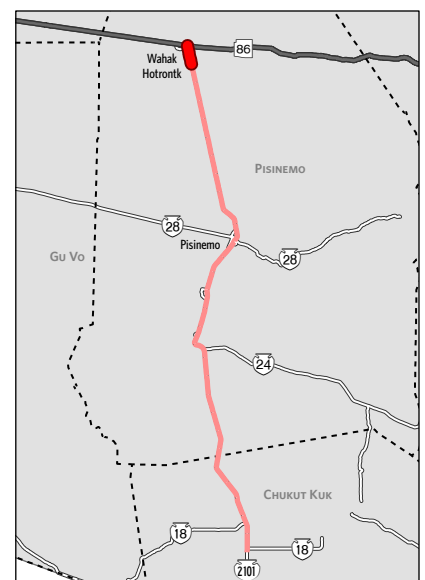 86
Wahak
Hotrontk
PISINEMO
28
Pisinemo
28
GU VO
24
CHUKUT KUK
18
18
2101